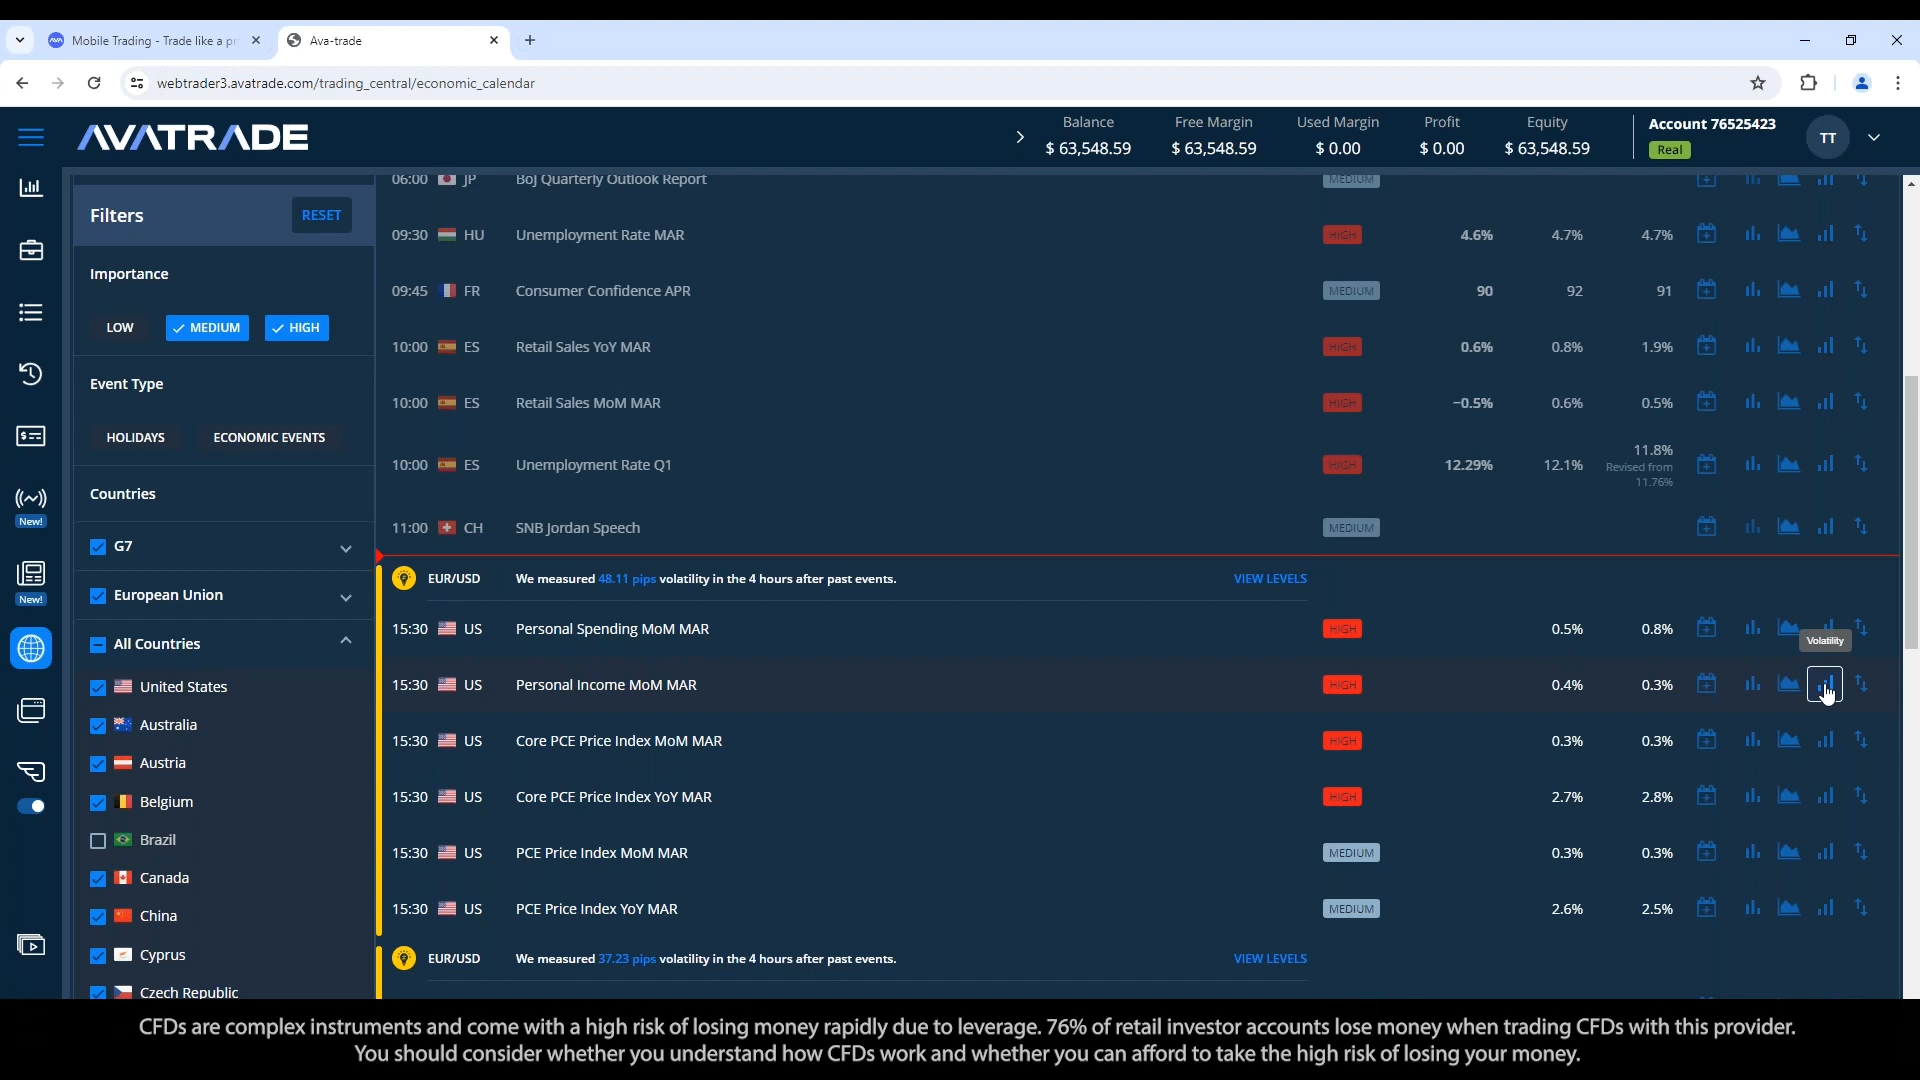 Mobile Trading - Trade like a pr
Ava-trade
webtrader3.avatrade.com/trading_central/economic_calendar
AVATRADE
Balance
$ 63,548.59
Free Margin
$ 63,548.59
Used Margin
$ 0.00
Profit
$ 0.00
Equity
$ 63,548.59
Account 76525423
Real
TT
New!
New!
Filters
RESET
Importance
LOW
MEDIUM
HIGH
Event Type
HOLIDAYS
ECONOMIC EVENTS
Countries
G7
European Union
All Countries
United States
Australia
Austria
Belgium
Brazil
Canada
China
Cyprus
Czech Republic
06:00 JP BoJ Quarterly Outlook Report MEDIUM
09:30 HU Unemployment Rate MAR HIGH 4.6% 4.7% 4.7%
09:45 FR Consumer Confidence APR MEDIUM 90 92 91
10:00 ES Retail Sales YoY MAR HIGH 0.6% 0.8% 1.9%
10:00 ES Retail Sales MoM MAR HIGH −0.5% 0.6% 0.5%
10:00 ES Unemployment Rate Q1 HIGH 12.29% 12.1% 11.8%
Revised from
11.76%
11:00 CH SNB Jordan Speech MEDIUM
EUR/USD We measured 48.11 pips volatility in the 4 hours after past events. VIEW LEVELS
15:30 US Personal Spending MoM MAR HIGH 0.5% 0.8%
Volatility
15:30 US Personal Income MoM MAR HIGH 0.4% 0.3%
15:30 US Core PCE Price Index MoM MAR HIGH 0.3% 0.3%
15:30 US Core PCE Price Index YoY MAR HIGH 2.7% 2.8%
15:30 US PCE Price Index MoM MAR MEDIUM 0.3% 0.3%
15:30 US PCE Price Index YoY MAR MEDIUM 2.6% 2.5%
EUR/USD We measured 37.23 pips volatility in the 4 hours after past events. VIEW LEVELS
CFDs are complex instruments and come with a high risk of losing money rapidly due to leverage. 76% of retail investor accounts lose money when trading CFDs with this provider.
You should consider whether you understand how CFDs work and whether you can afford to take the high risk of losing your money.